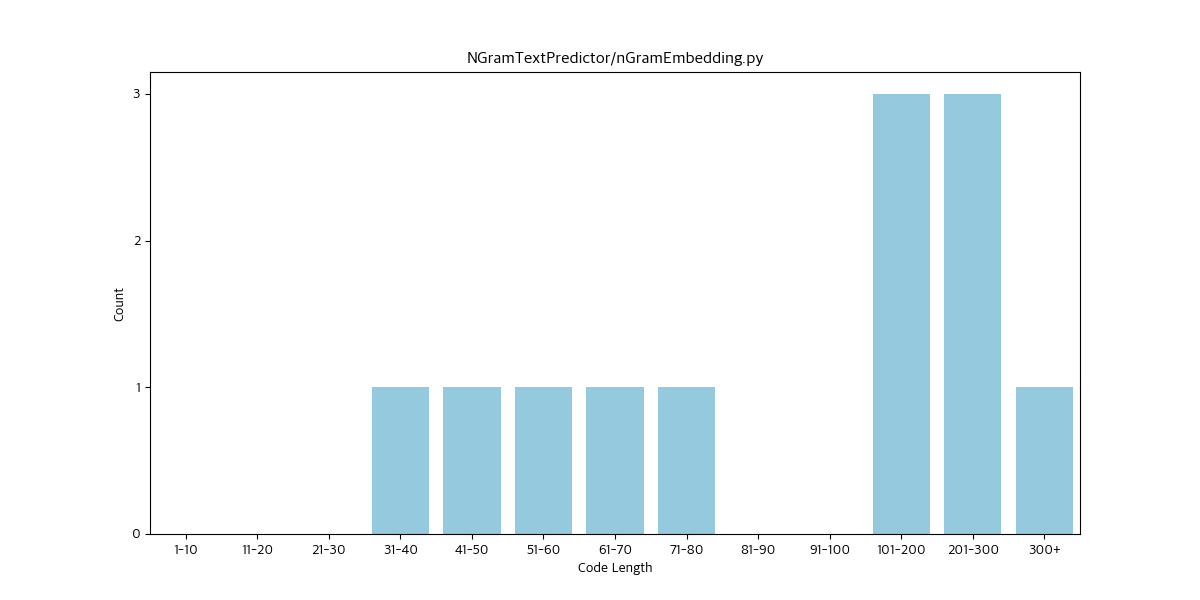 NGramTextPredictor/nGramEmbedding.py
3
2
1
0
Count
1-10 11-20 21-30 31-40 41-50 51-60 61-70 71-80 81-90 91-100 101-200 201-300 300+
Code Length